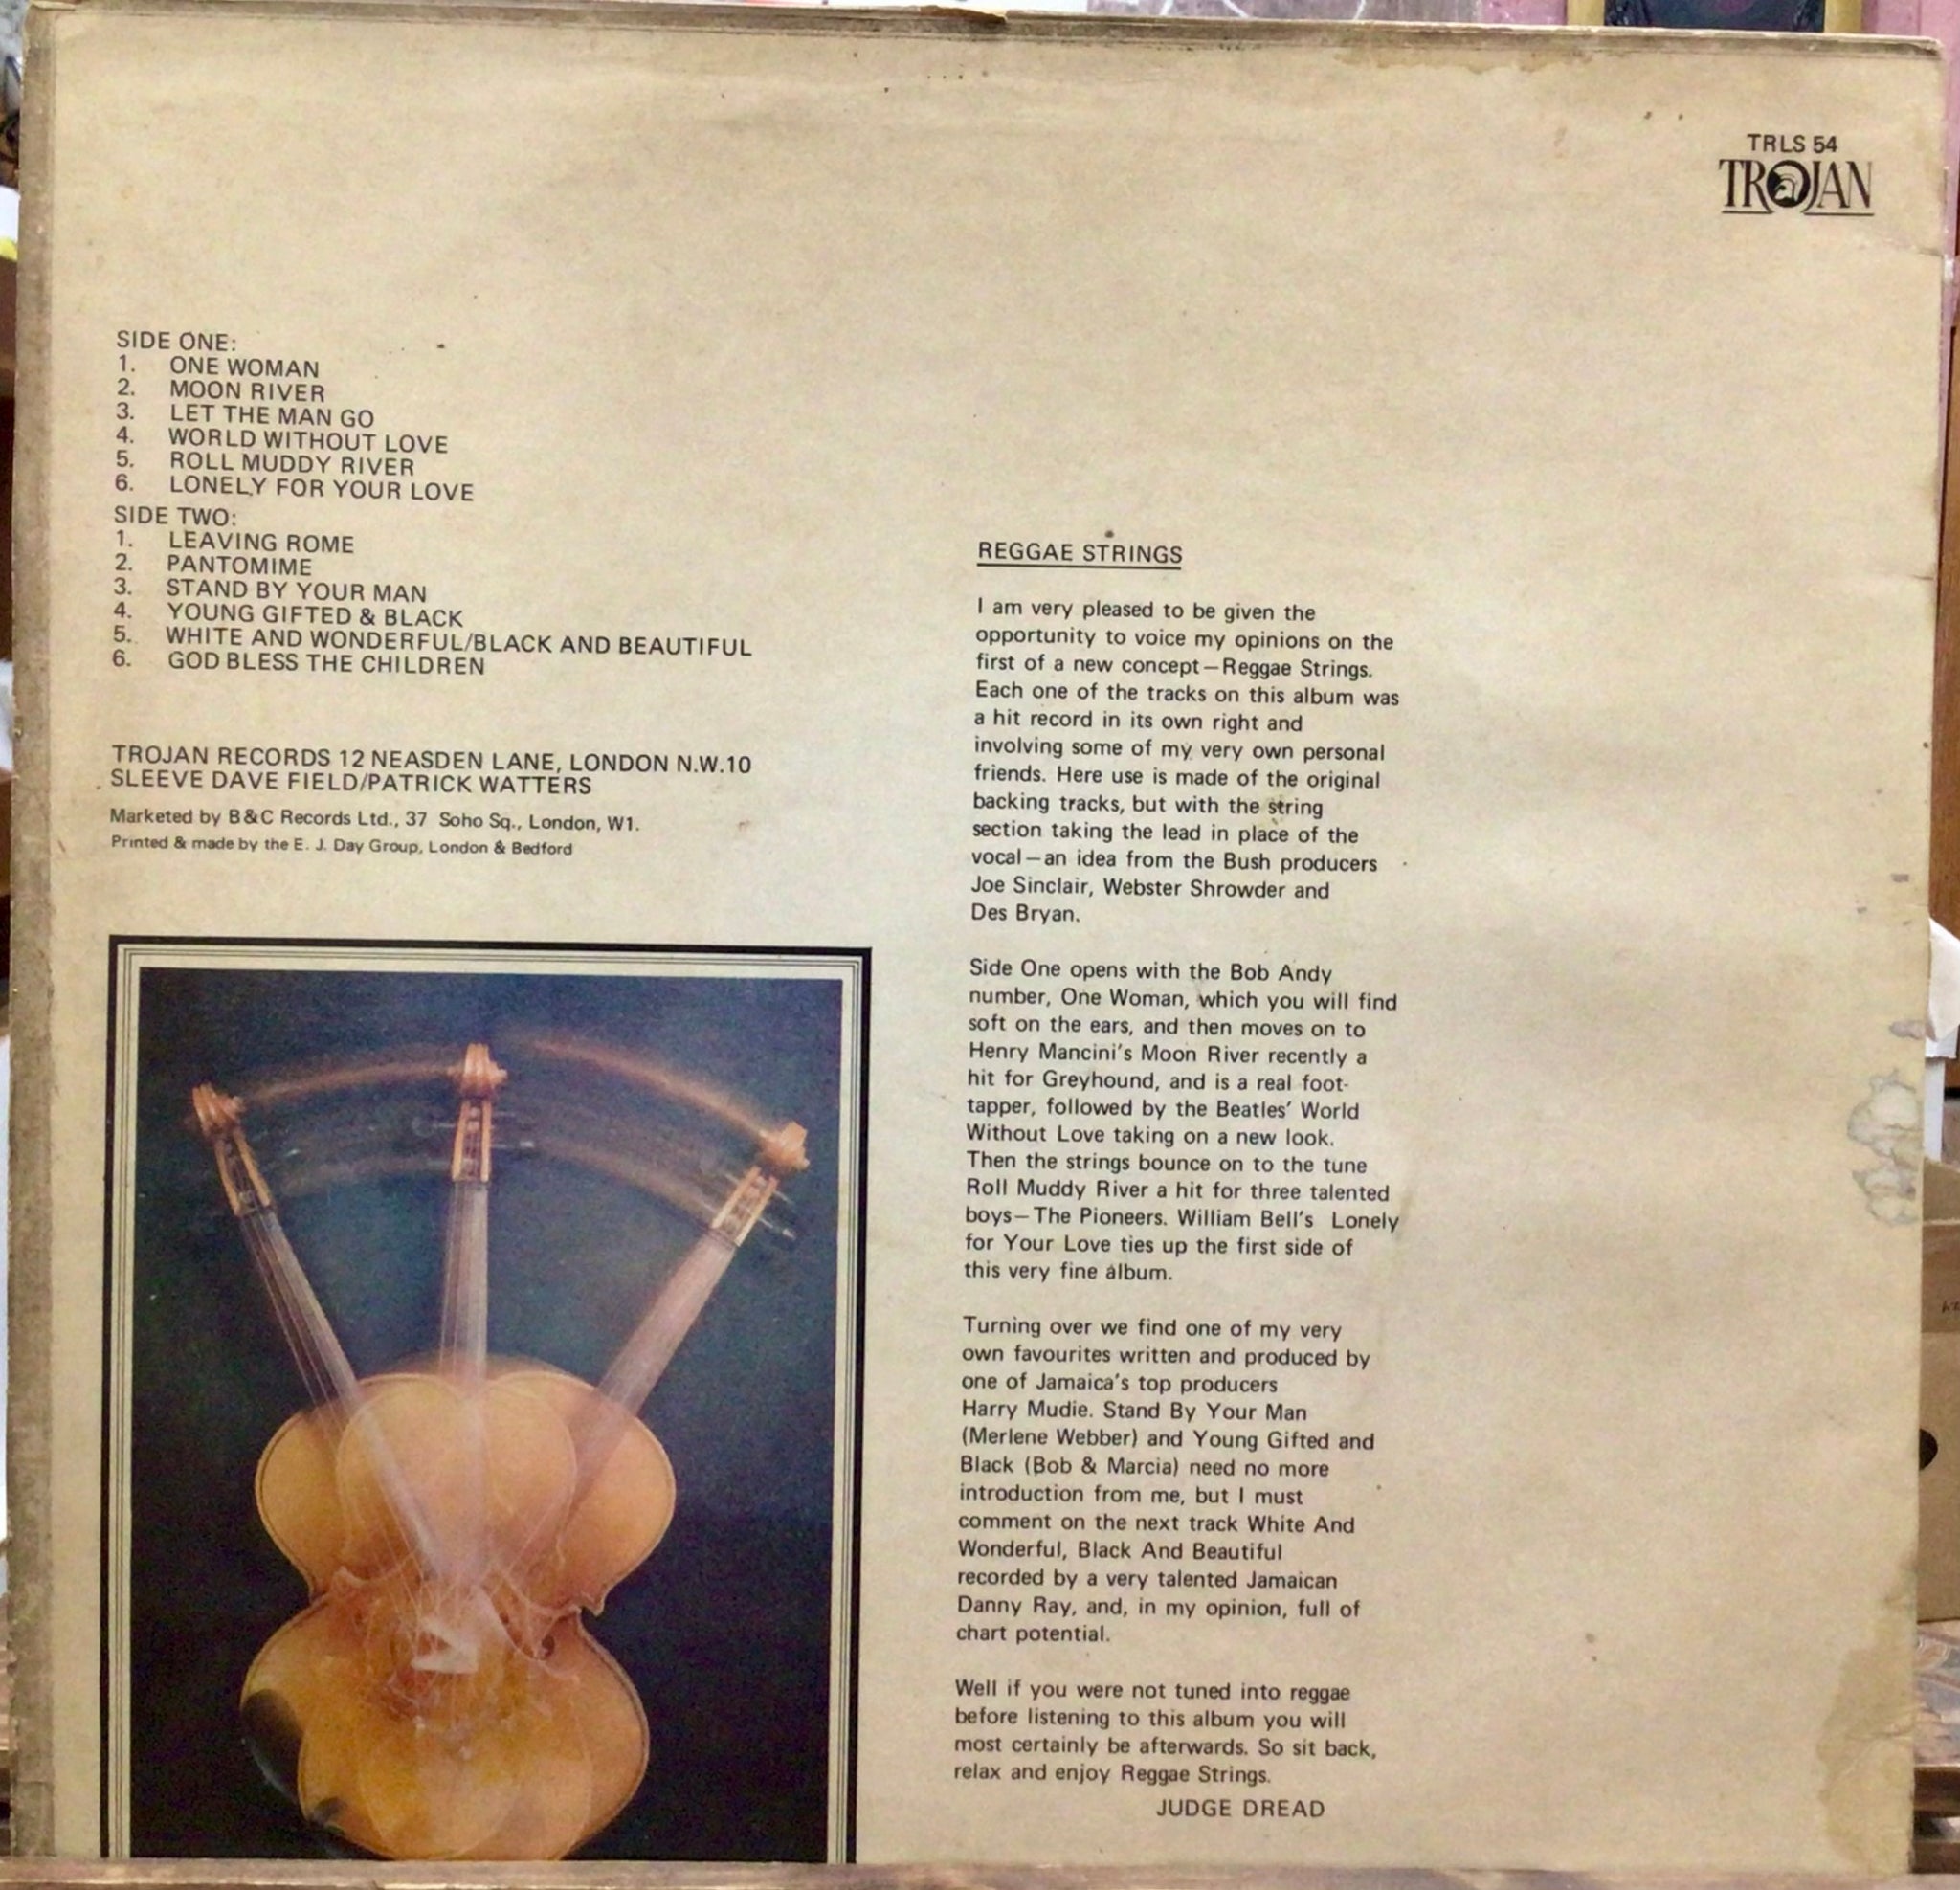 TRLS 54
TROJAN
SIDE ONE:
1. ONE WOMAN
2. MOON RIVER
3. LET THE MAN GO
4. WORLD WITHOUT LOVE
5. ROLL MUDDY RIVER
6. LONELY FOR YOUR LOVE
SIDE TWO:
1. LEAVING ROME
2. PANTOMIME
3. STAND BY YOUR MAN
4. YOUNG GIFTED & BLACK
5. WHITE AND WONDERFUL/BLACK AND BEAUTIFUL
6. GOD BLESS THE CHILDREN
TROJAN RECORDS 12 NEASDEN LANE, LONDON N.W.10
SLEEVE DAVE FIELD/PATRICK WATTERS
Marketed by B&C Records Ltd., 37 Soho Sq., London, W1.
Printed & made by the E. J. Day Group, London & Bedford
REGGAE STRINGS
I am very pleased to be given the
opportunity to voice my opinions on the
first of a new concept—Reggae Strings.
Each one of the tracks on this album was
a hit record in its own right and
involving some of my very own personal
friends. Here use is made of the original
backing tracks, but with the string
section taking the lead in place of the
vocal—an idea from the Bush producers
Joe Sinclair, Webster Shrowder and
Des Bryan.
Side One opens with the Bob Andy
number, One Woman, which you will find
soft on the ears, and then moves on to
Henry Mancini's Moon River recently a
hit for Greyhound, and is a real foot-
tapper, followed by the Beatles' World
Without Love taking on a new look.
Then the strings bounce on to the tune
Roll Muddy River a hit for three talented
boys—The Pioneers. William Bell's Lonely
for Your Love ties up the first side of
this very fine album.
Turning over we find one of my very
own favourites written and produced by
one of Jamaica's top producers
Harry Mudie. Stand By Your Man
(Merlene Webber) and Young Gifted and
Black (Bob & Marcia) need no more
introduction from me, but I must
comment on the next track White And
Wonderful, Black And Beautiful
recorded by a very talented Jamaican
Danny Ray, and, in my opinion, full of
chart potential.
Well if you were not tuned into reggae
before listening to this album you will
most certainly be afterwards. So sit back,
relax and enjoy Reggae Strings.
JUDGE DREAD